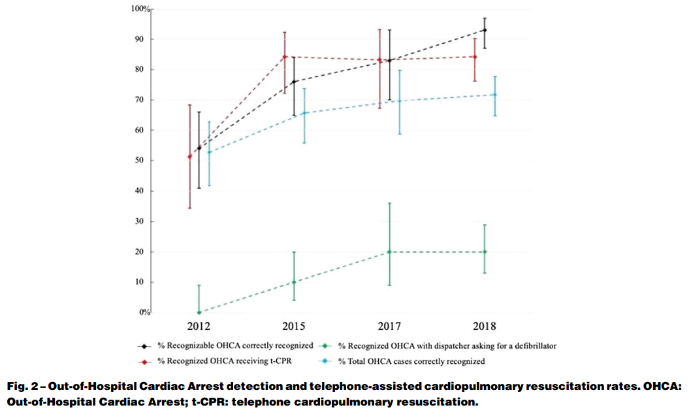 100%
90
80
70
60
50
40
30
20
10
0%
2012 2015 2017 2018
% Recognizable OHCA correctly recognized % Recognized OHCA with dispatcher asking for a defibrillator
% Recognized OHCA receiving t-CPR % Total OHCA cases correctly recognized
Fig. 2 – Out-of-Hospital Cardiac Arrest detection and telephone-assisted cardiopulmonary resuscitation rates. OHCA:
Out-of-Hospital Cardiac Arrest; t-CPR: telephone cardiopulmonary resuscitation.